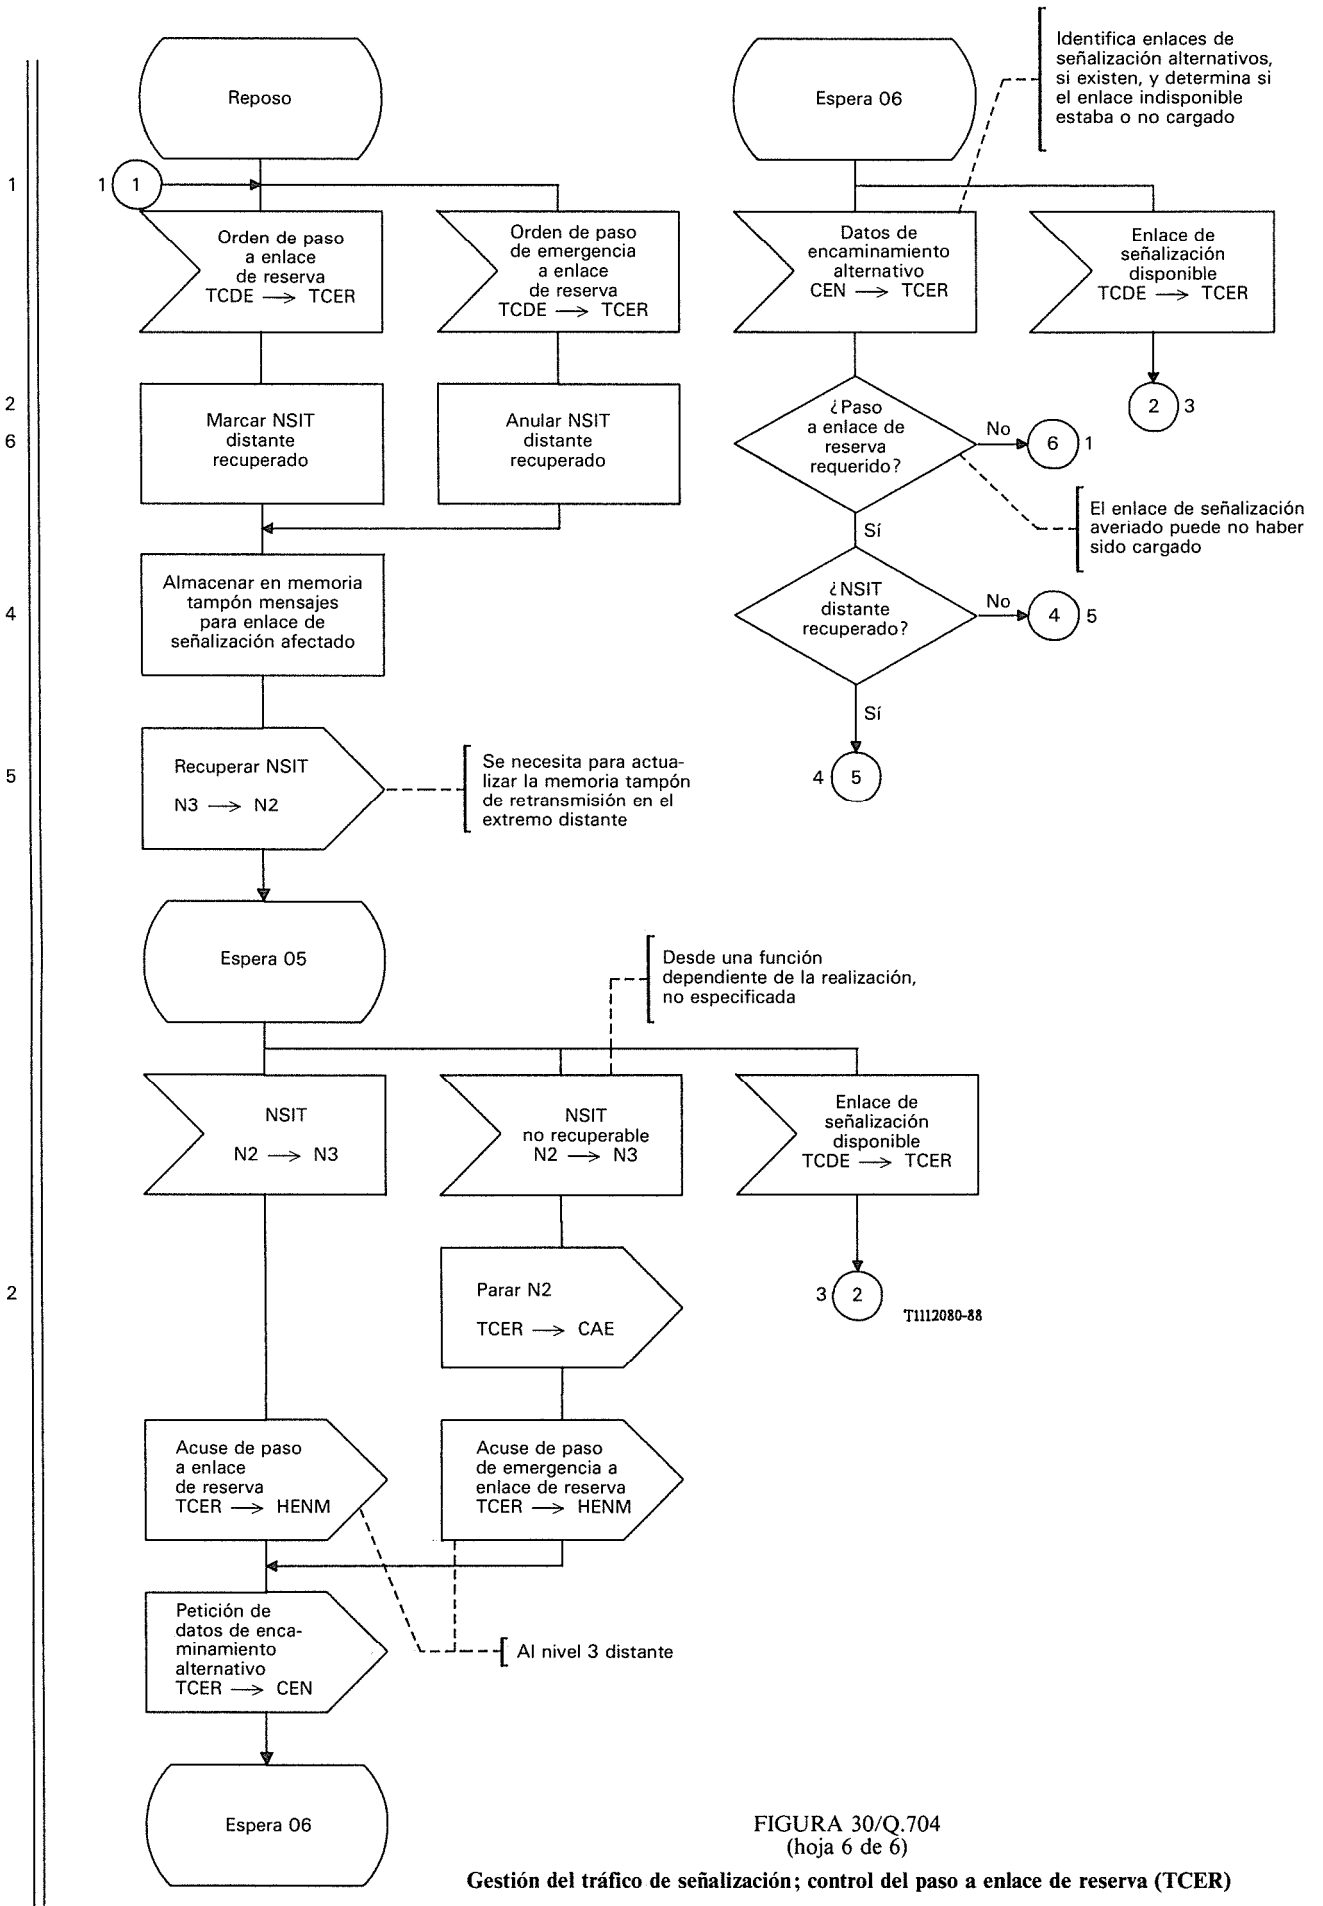 Reposo
1
1
1
Orden de paso
a enlace
de reserva
TCDE → TCER
Orden de paso
de emergencia
a enlace
de reserva
TCDE → TCER
2
6
Marcar NSIT
distante
recuperado
Anular NSIT
distante
recuperado
4
Almacenar en memoria
tampón mensajes
para enlace de
señalización afectado
5
Recuperar NSIT
N3 → N2
Se necesita para actua-
lizar la memoria tampón
de retransmisión en el
extremo distante
Espera 05
Desde una función
dependiente de la realización,
no especificada
NSIT
N2 → N3
NSIT
no recuperable
N2 → N3
Enlace de
señalización
disponible
TCDE → TCER
2
Parar N2
TCER → CAE
3
2
T1112080-88
Acuse de paso
a enlace
de reserva
TCER → HENM
Acuse de paso
de emergencia a
enlace de reserva
TCER → HENM
Petición de
datos de enca-
minamiento
alternativo
TCER → CEN
Al nivel 3 distante
Espera 06
Espera 06
Identifica enlaces de
señalización alternativos,
si existen, y determina si
el enlace indisponible
estaba o no cargado
Datos de
encaminamiento
alternativo
CEN → TCER
Enlace de
señalización
disponible
TCDE → TCER
2
3
¿Paso
a enlace de
reserva
requerido?
No
6
1
El enlace de señalización
averiado puede no haber
sido cargado
Sí
¿NSIT
distante
recuperado?
No
4
5
Sí
4
5
FIGURA 30/Q.704
(hoja 6 de 6)
Gestión del tráfico de señalización; control del paso a enlace de reserva (TCER)